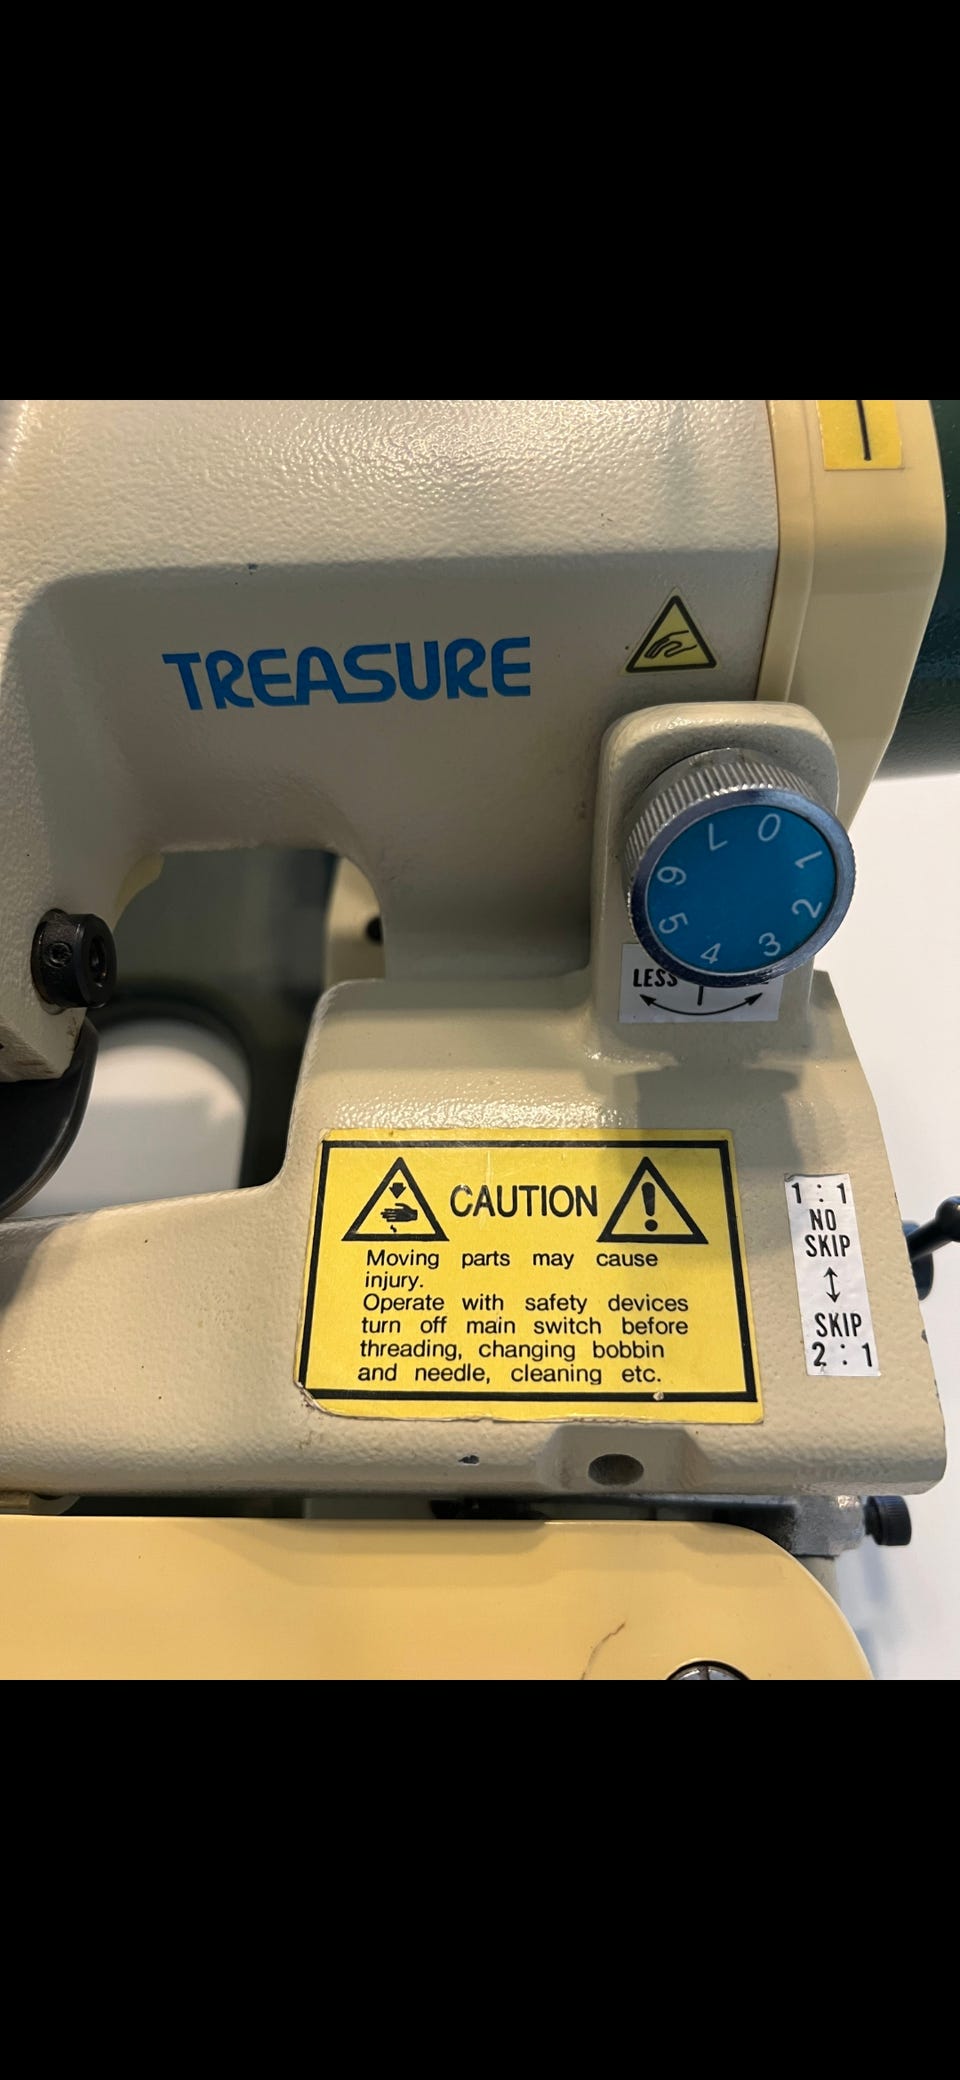 TREASURE
0
1
2
3
4
5
6
7
LESS
CAUTION
Moving parts may cause
injury.
Operate with safety devices
turn off main switch before
threading, changing bobbin
and needle, cleaning etc.
1 : 1
NO
SKIP
SKIP
2 : 1